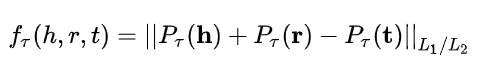 f_τ(h, r, t) = ||P_τ(𝐡) + P_τ(𝐫) − P_τ(𝐭)||_{L_1/L_2}